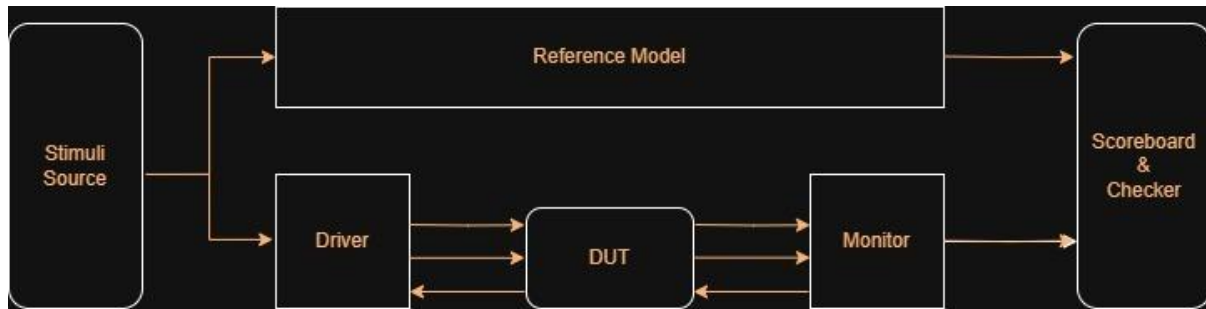 Reference Model
Stimuli
Source
Scoreboard
&
Checker
Driver
DUT
Monitor